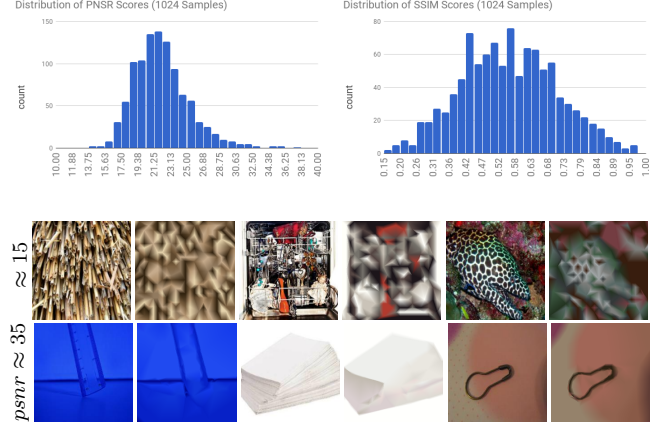 Distribution of PNSR Scores (1024 Samples)
150
100
50
0
count
10.00 11.88 13.75 15.63 17.50 19.38 21.25 23.13 25.00 26.88 28.75 30.63 32.50 34.38 36.25 38.13 40.00
Distribution of SSIM Scores (1024 Samples)
80
60
40
20
0
count
0.15 0.20 0.26 0.31 0.36 0.42 0.47 0.52 0.58 0.63 0.68 0.73 0.79 0.84 0.89 0.95 1.00
≈ 15
psnr ≈ 35